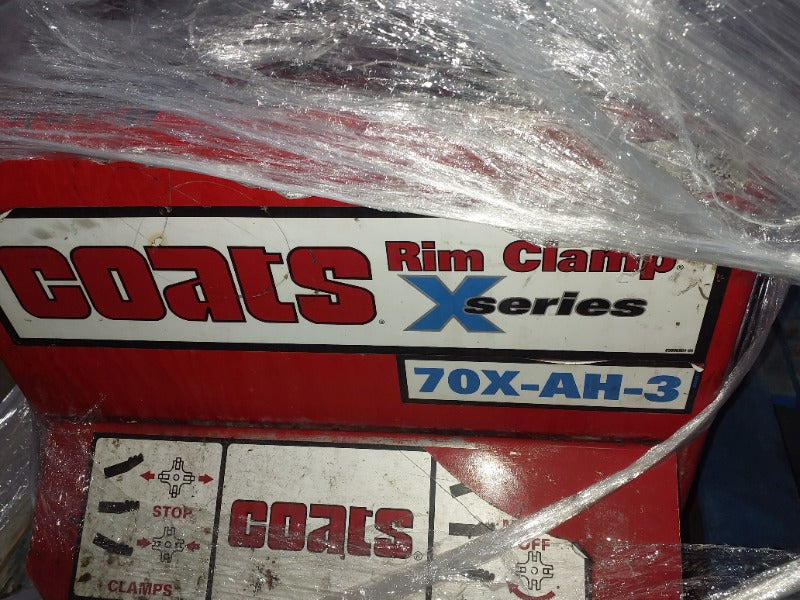 coats® Rim Clamp®
X series
70X-AH-3
STOP
coats®
OFF
CLAMPS